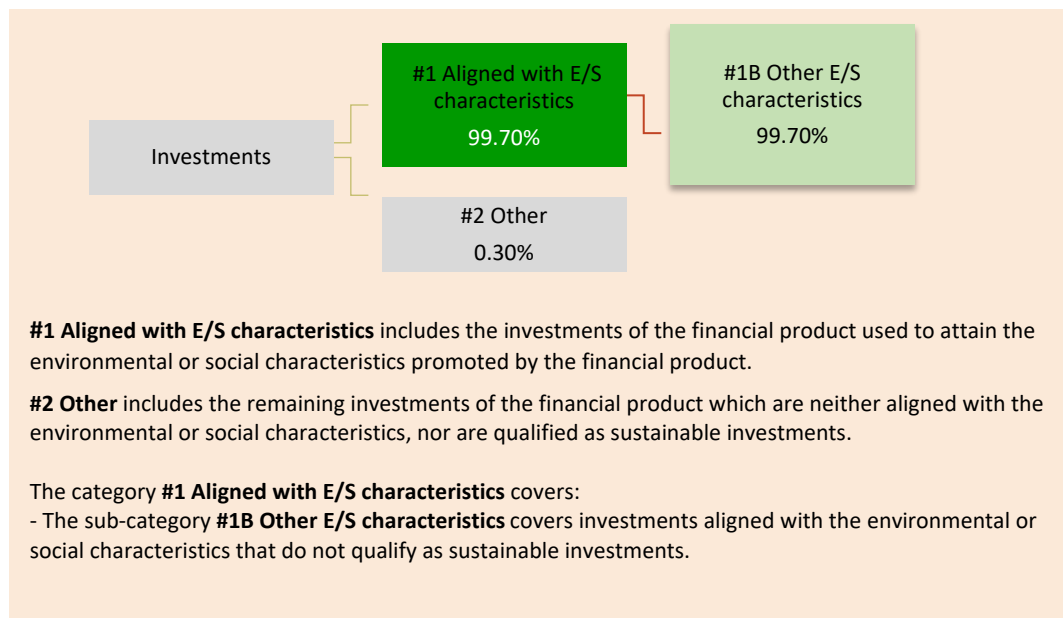 #1 Aligned with E/S
characteristics
99.70%
#1B Other E/S
characteristics
99.70%
Investments
#2 Other
0.30%
#1 Aligned with E/S characteristics includes the investments of the financial product used to attain the
environmental or social characteristics promoted by the financial product.
#2 Other includes the remaining investments of the financial product which are neither aligned with the
environmental or social characteristics, nor are qualified as sustainable investments.
The category #1 Aligned with E/S characteristics covers:
- The sub-category #1B Other E/S characteristics covers investments aligned with the environmental or
social characteristics that do not qualify as sustainable investments.